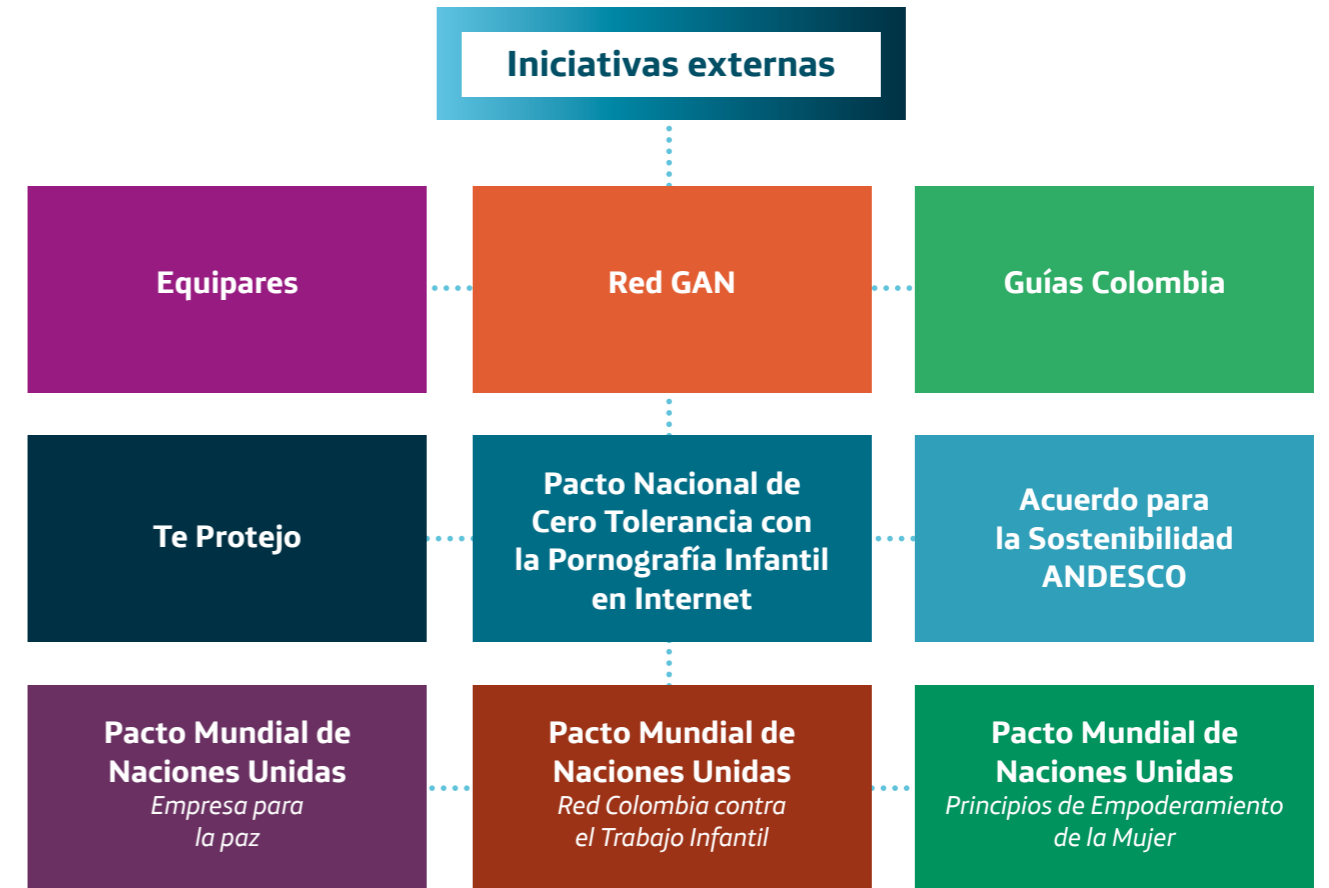 Iniciativas externas
Equipares
Red GAN
Guías Colombia
Te Protejo
Pacto Nacional de
Cero Tolerancia con
la Pornografía Infantil
en Internet
Acuerdo para
la Sostenibilidad
ANDESCO
Pacto Mundial de
Naciones Unidas
Empresa para
la paz
Pacto Mundial de
Naciones Unidas
Red Colombia contra
el Trabajo Infantil
Pacto Mundial de
Naciones Unidas
Principios de Empoderamiento
de la Mujer